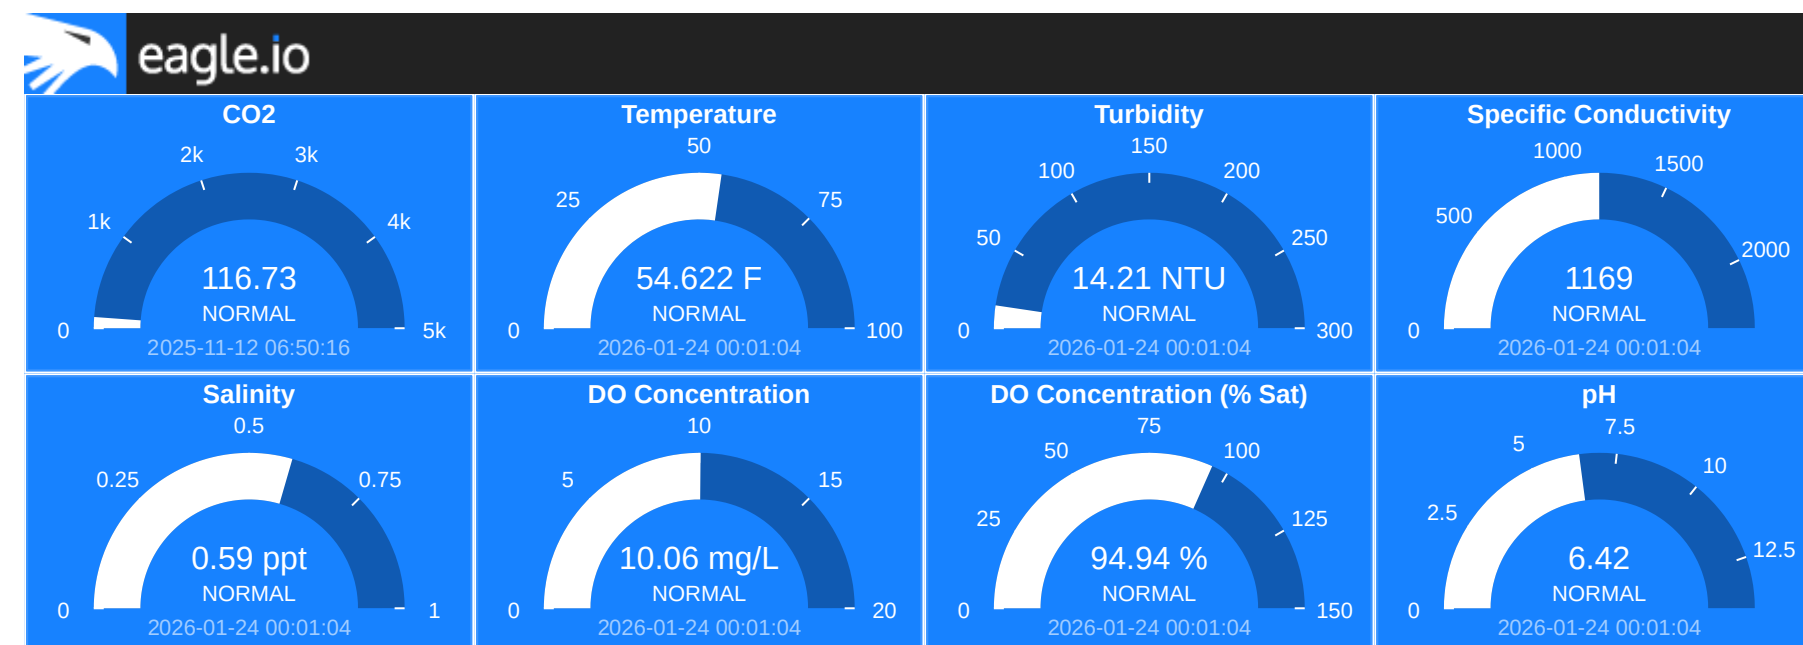 eagle.io
CO2
2k
3k
1k
4k
116.73
NORMAL
0
5k
2025-11-12 06:50:16
Temperature
50
25
75
54.622 F
NORMAL
0
100
2026-01-24 00:01:04
Turbidity
150
100
200
50
250
14.21 NTU
NORMAL
0
300
2026-01-24 00:01:04
Specific Conductivity
1000
1500
500
2000
1169
NORMAL
0
2026-01-24 00:01:04
Salinity
0.5
0.25
0.75
0.59 ppt
NORMAL
0
1
2026-01-24 00:01:04
DO Concentration
10
5
15
10.06 mg/L
NORMAL
0
20
2026-01-24 00:01:04
DO Concentration (% Sat)
75
50
100
25
125
94.94 %
NORMAL
0
150
2026-01-24 00:01:04
pH
7.5
5
10
2.5
12.5
6.42
NORMAL
0
2026-01-24 00:01:04